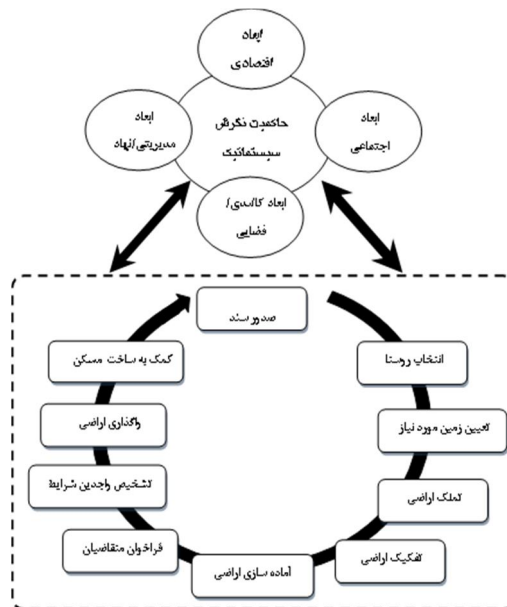 ابعاد
اقتصادی
ابعاد
مدیریتی/نهاد
حاکمیت نگرش
سیستماتیک
ابعاد
اجتماعی
ابعاد کالبدی/
فضایی
صدور سند
انتخاب روستا
تعیین زمین مورد نیاز
تملک اراضی
تفکیک اراضی
آماده سازی اراضی
فراخوان متقاضیان
تشخیص واجدین شرایط
واگذاری اراضی
کمک به ساخت مسکن